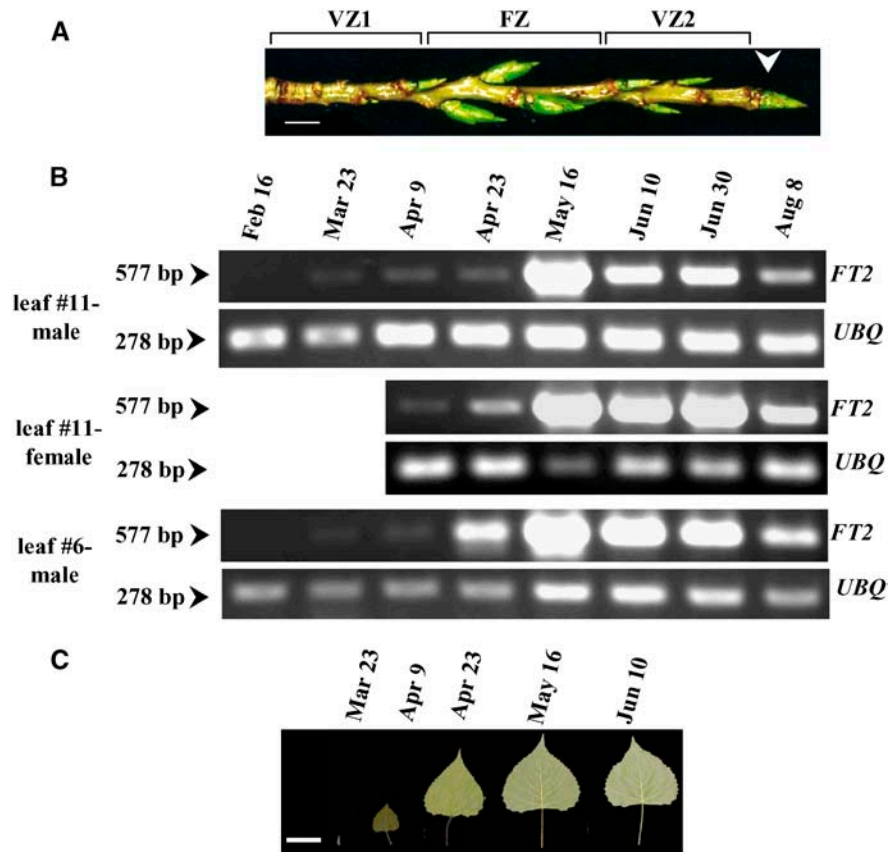 A
VZ1 FZ VZ2
B
Feb 16 Mar 23 Apr 9 Apr 23 May 16 Jun 10 Jun 30 Aug 8
leaf #11-
male
577 bp FT2
278 bp UBQ
leaf #11-
female
577 bp FT2
278 bp UBQ
leaf #6-
male
577 bp FT2
278 bp UBQ
C
Mar 23 Apr 9 Apr 23 May 16 Jun 10